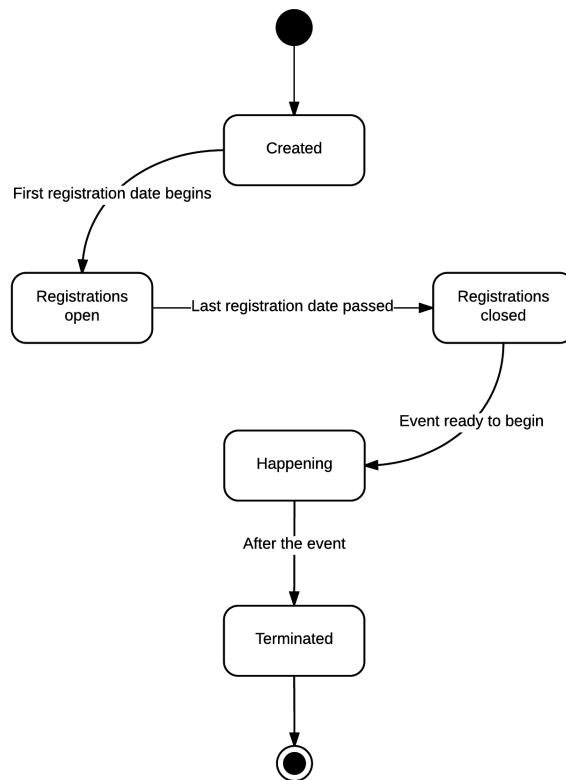 Created
First registration date begins
Registrations
open
Last registration date passed
Registrations
closed
Event ready to begin
Happening
After the event
Terminated